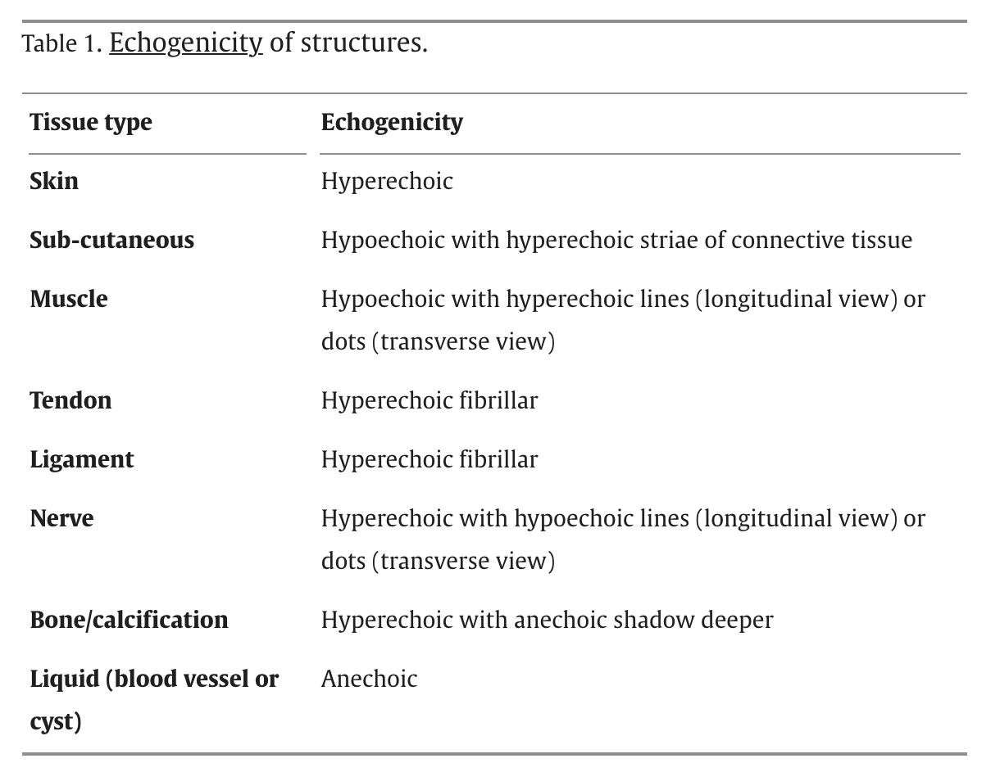 Table 1. Echogenicity of structures.
Tissue type Echogenicity
Skin Hyperechoic
Sub-cutaneous Hypoechoic with hyperechoic striae of connective tissue
Muscle Hypoechoic with hyperechoic lines (longitudinal view) or
dots (transverse view)
Tendon Hyperechoic fibrillar
Ligament Hyperechoic fibrillar
Nerve Hyperechoic with hypoechoic lines (longitudinal view) or
dots (transverse view)
Bone/calcification Hyperechoic with anechoic shadow deeper
Liquid (blood vessel or Anechoic
cyst)